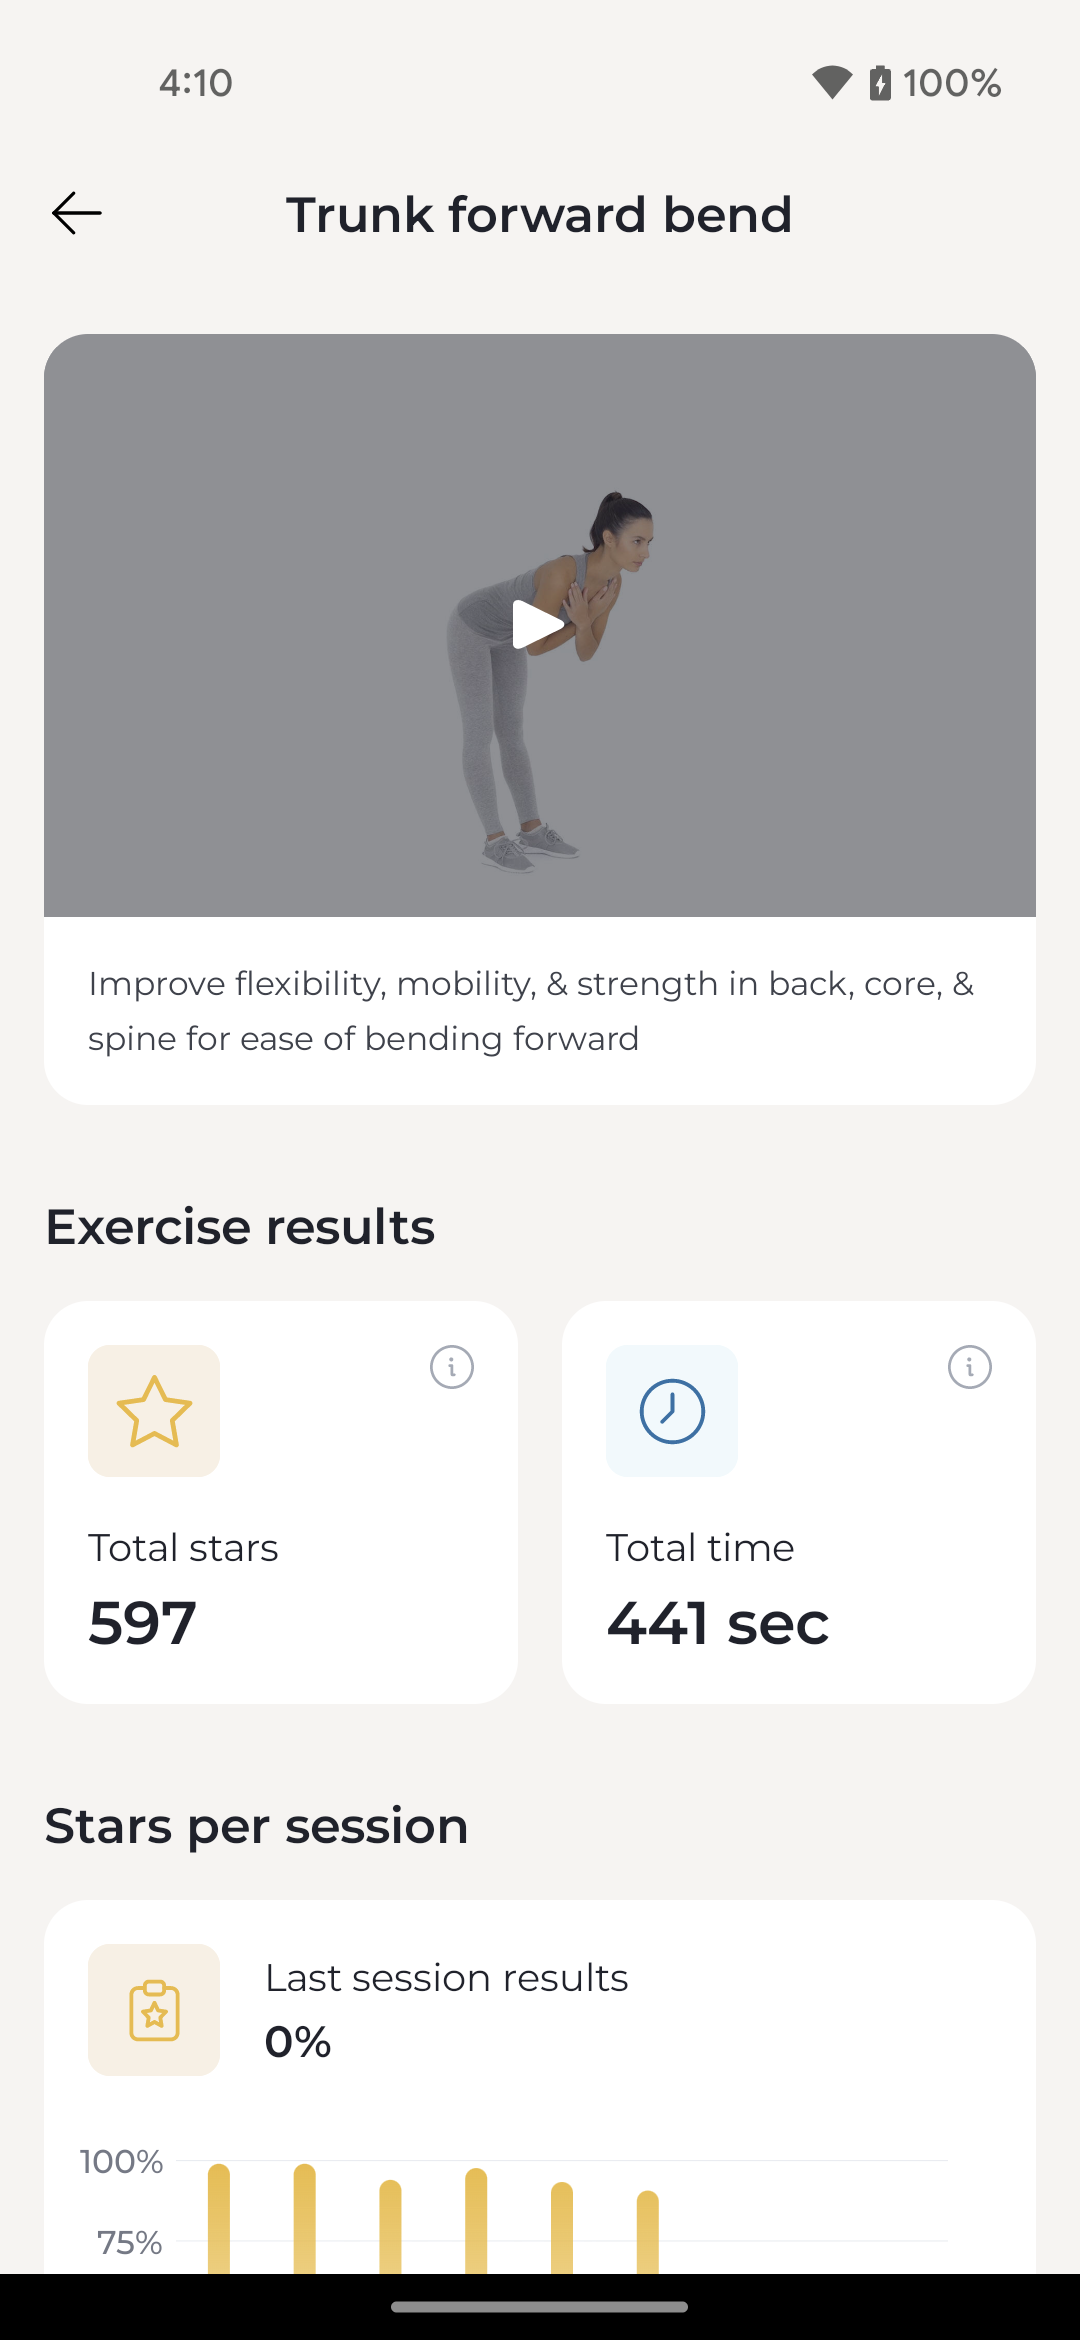 4:10
100%
Trunk forward bend
Improve flexibility, mobility, & strength in back, core, &
spine for ease of bending forward
Exercise results
Total stars
597
Total time
441 sec
Stars per session
Last session results
0%
100%
75%